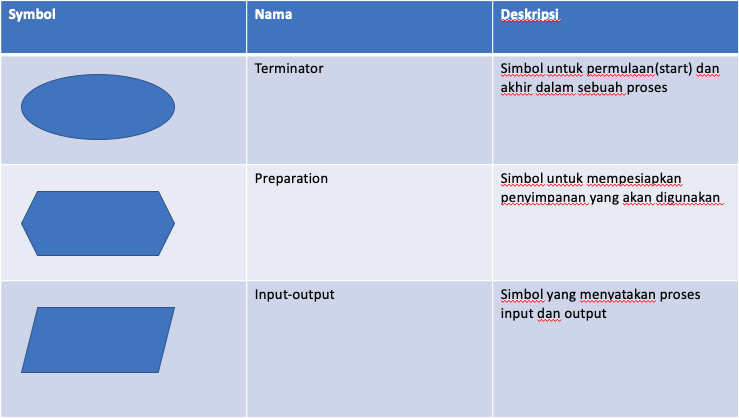 Symbol Nama Deskripsi
Terminator
Simbol untuk permulaan(start) dan
akhir dalam sebuah proses
Preparation
Simbol untuk mempesiapkan
penyimpanan yang akan digunakan
Input-output
Simbol yang menyatakan proses
input dan output